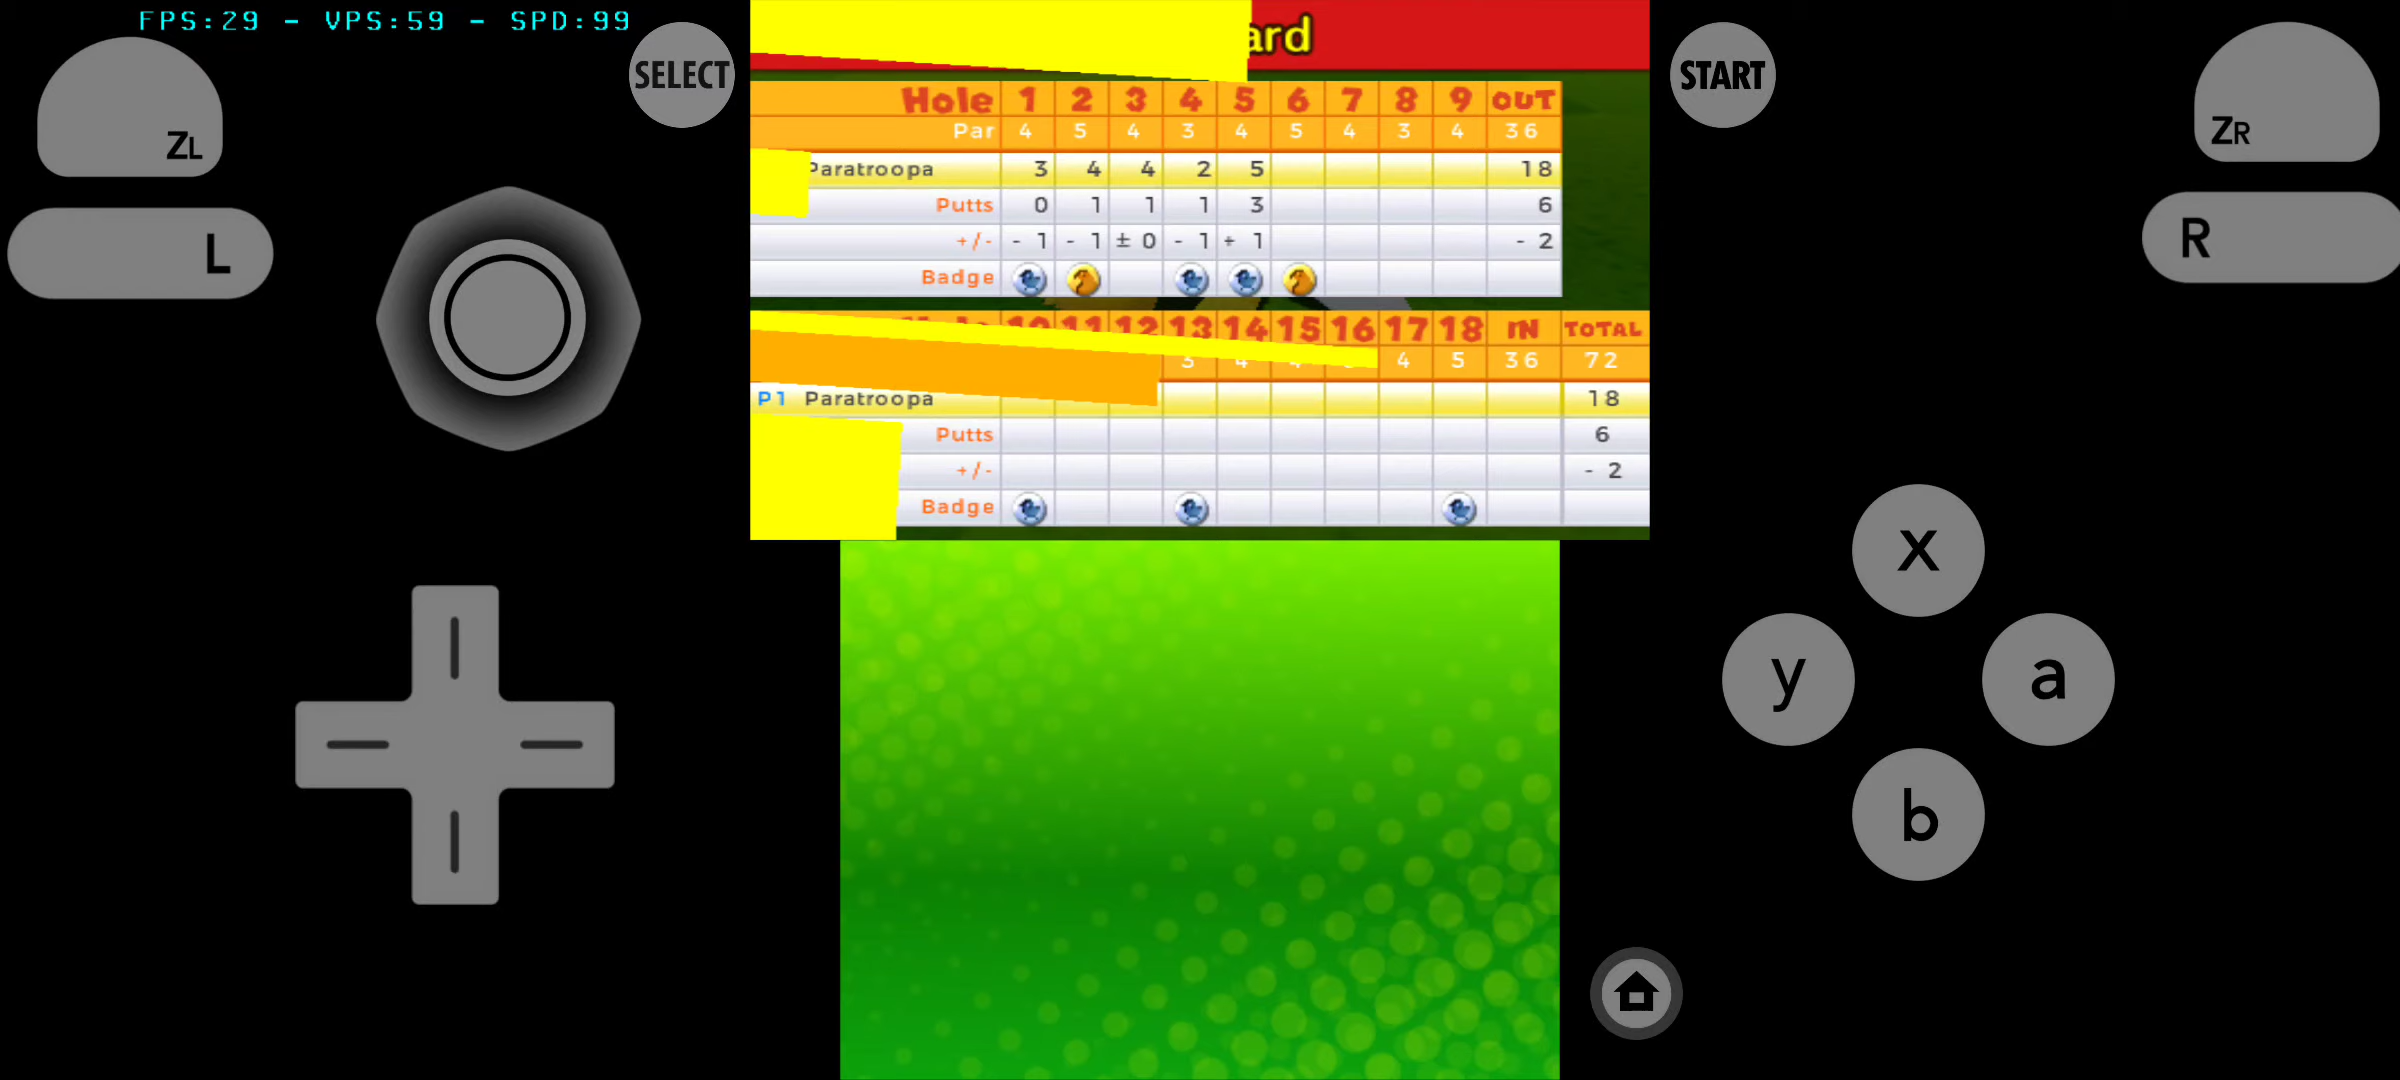 FPS:29 - VPS:59 - SPD:99
SELECT
START
ZL
ZR
L
R
ard
Hole 1 2 3 4 5 6 7 8 9 OUT
Par 4 5 4 3 4 5 4 3 4 36
Paratroopa 3 4 4 2 5 18
Putts 0 1 1 1 3 6
+/- - 1 - 1 ± 0 - 1 + 1 - 2
Badge
10 11 12 13 14 15 16 17 18 IN TOTAL
3 4 4 5 36 72
P1 Paratroopa 18
Putts 6
+/- - 2
Badge
x
y
a
b